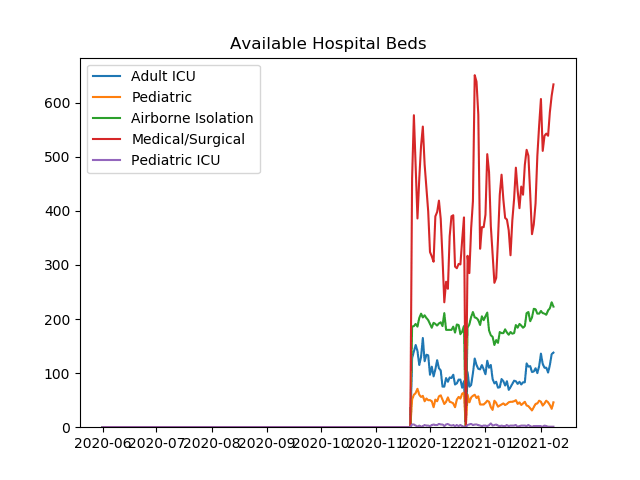 Available Hospital Beds
Adult ICU
Pediatric
Airborne Isolation
Medical/Surgical
Pediatric ICU
600
500
400
300
200
100
0
2020-06 2020-07 2020-08 2020-09 2020-10 2020-11 2020-12 2021-01 2021-02